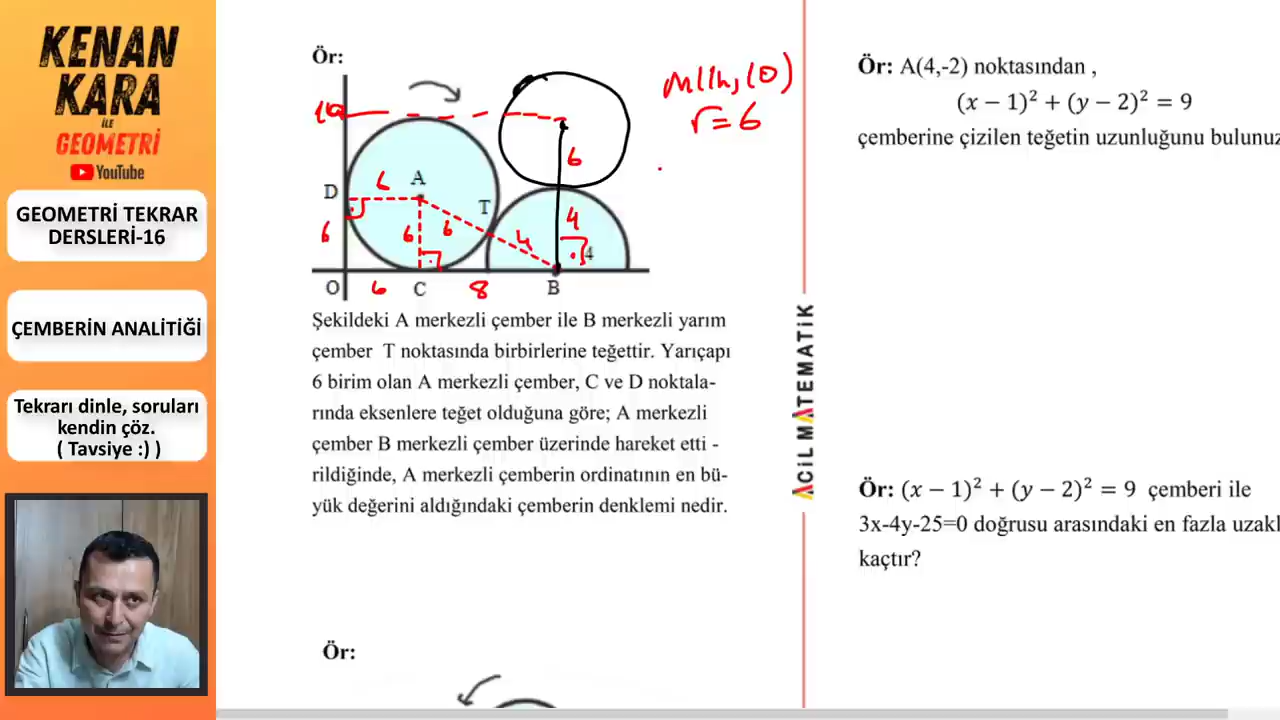 KENAN
KARA
İLE
GEOMETRİ
YouTube
GEOMETRİ TEKRAR
DERSLERİ-16
ÇEMBERİN ANALİTİĞİ
Tekrarı dinle, soruları
kendin çöz.
( Tavsiye :) )
Ör:
10
M(14,10)
r=6
6
6
A
D
T
4
6
6
6
4
4
O
6
C
8
B
Şekildeki A merkezli çember ile B merkezli yarım
çember T noktasında birbirlerine teğettir. Yarıçapı
6 birim olan A merkezli çember, C ve D noktala-
rında eksenlere teğet olduğuna göre; A merkezli
çember B merkezli çember üzerinde hareket etti -
rildiğinde, A merkezli çemberin ordinatının en bü-
yük değerini aldığındaki çemberin denklemi nedir.
Ör:
ACİL MATEMATİK
Ör: A(4,-2) noktasından ,
(x − 1)² + (y − 2)² = 9
çemberine çizilen teğetin uzunluğunu bulunuz
Ör: (x − 1)² + (y − 2)² = 9 çemberi ile
3x-4y-25=0 doğrusu arasındaki en fazla uzakl
kaçtır?